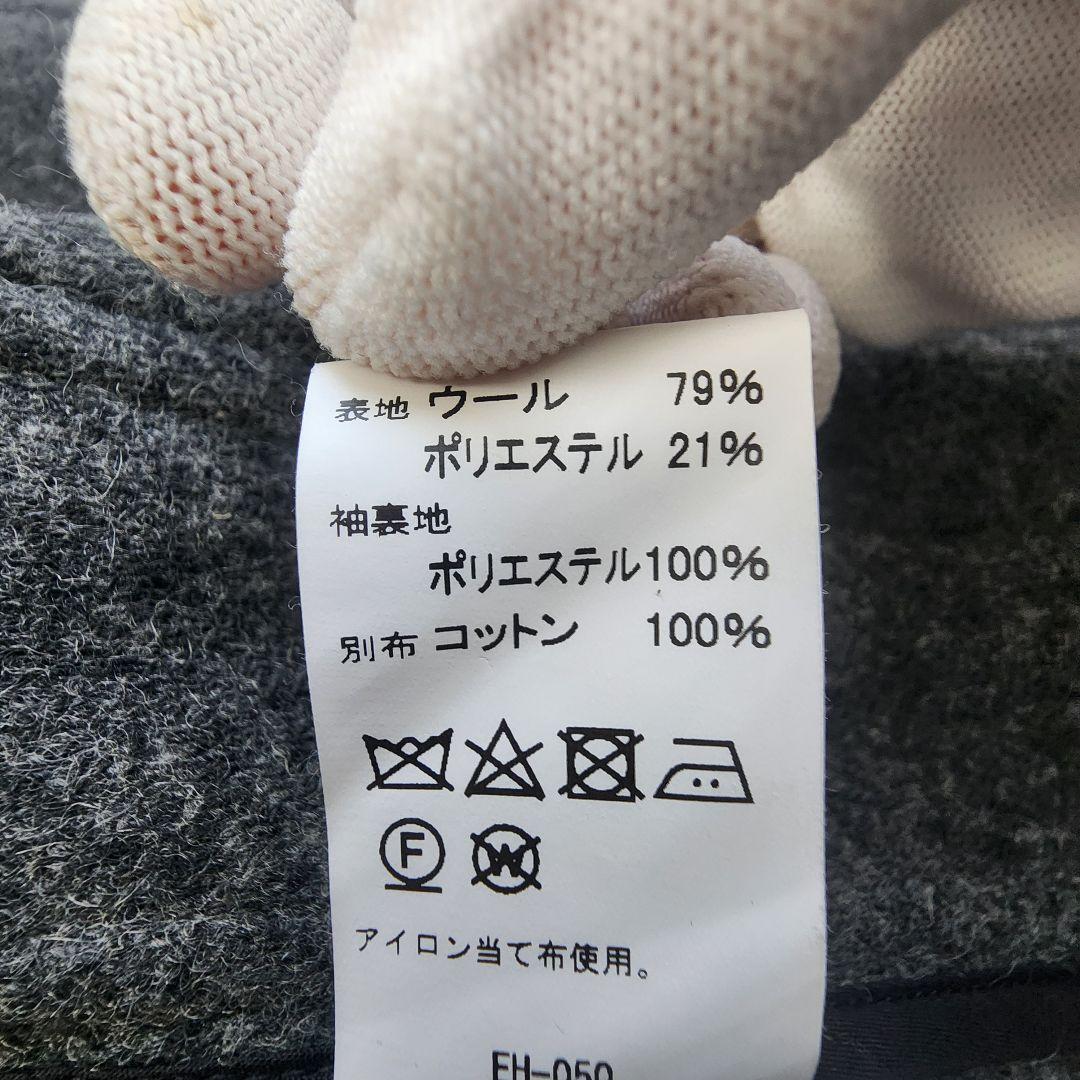 表地 ウール 79%
ポリエステル 21%
袖裏地
ポリエステル100%
別布 コットン 100%
F W
アイロン当て布使用。
EH-050